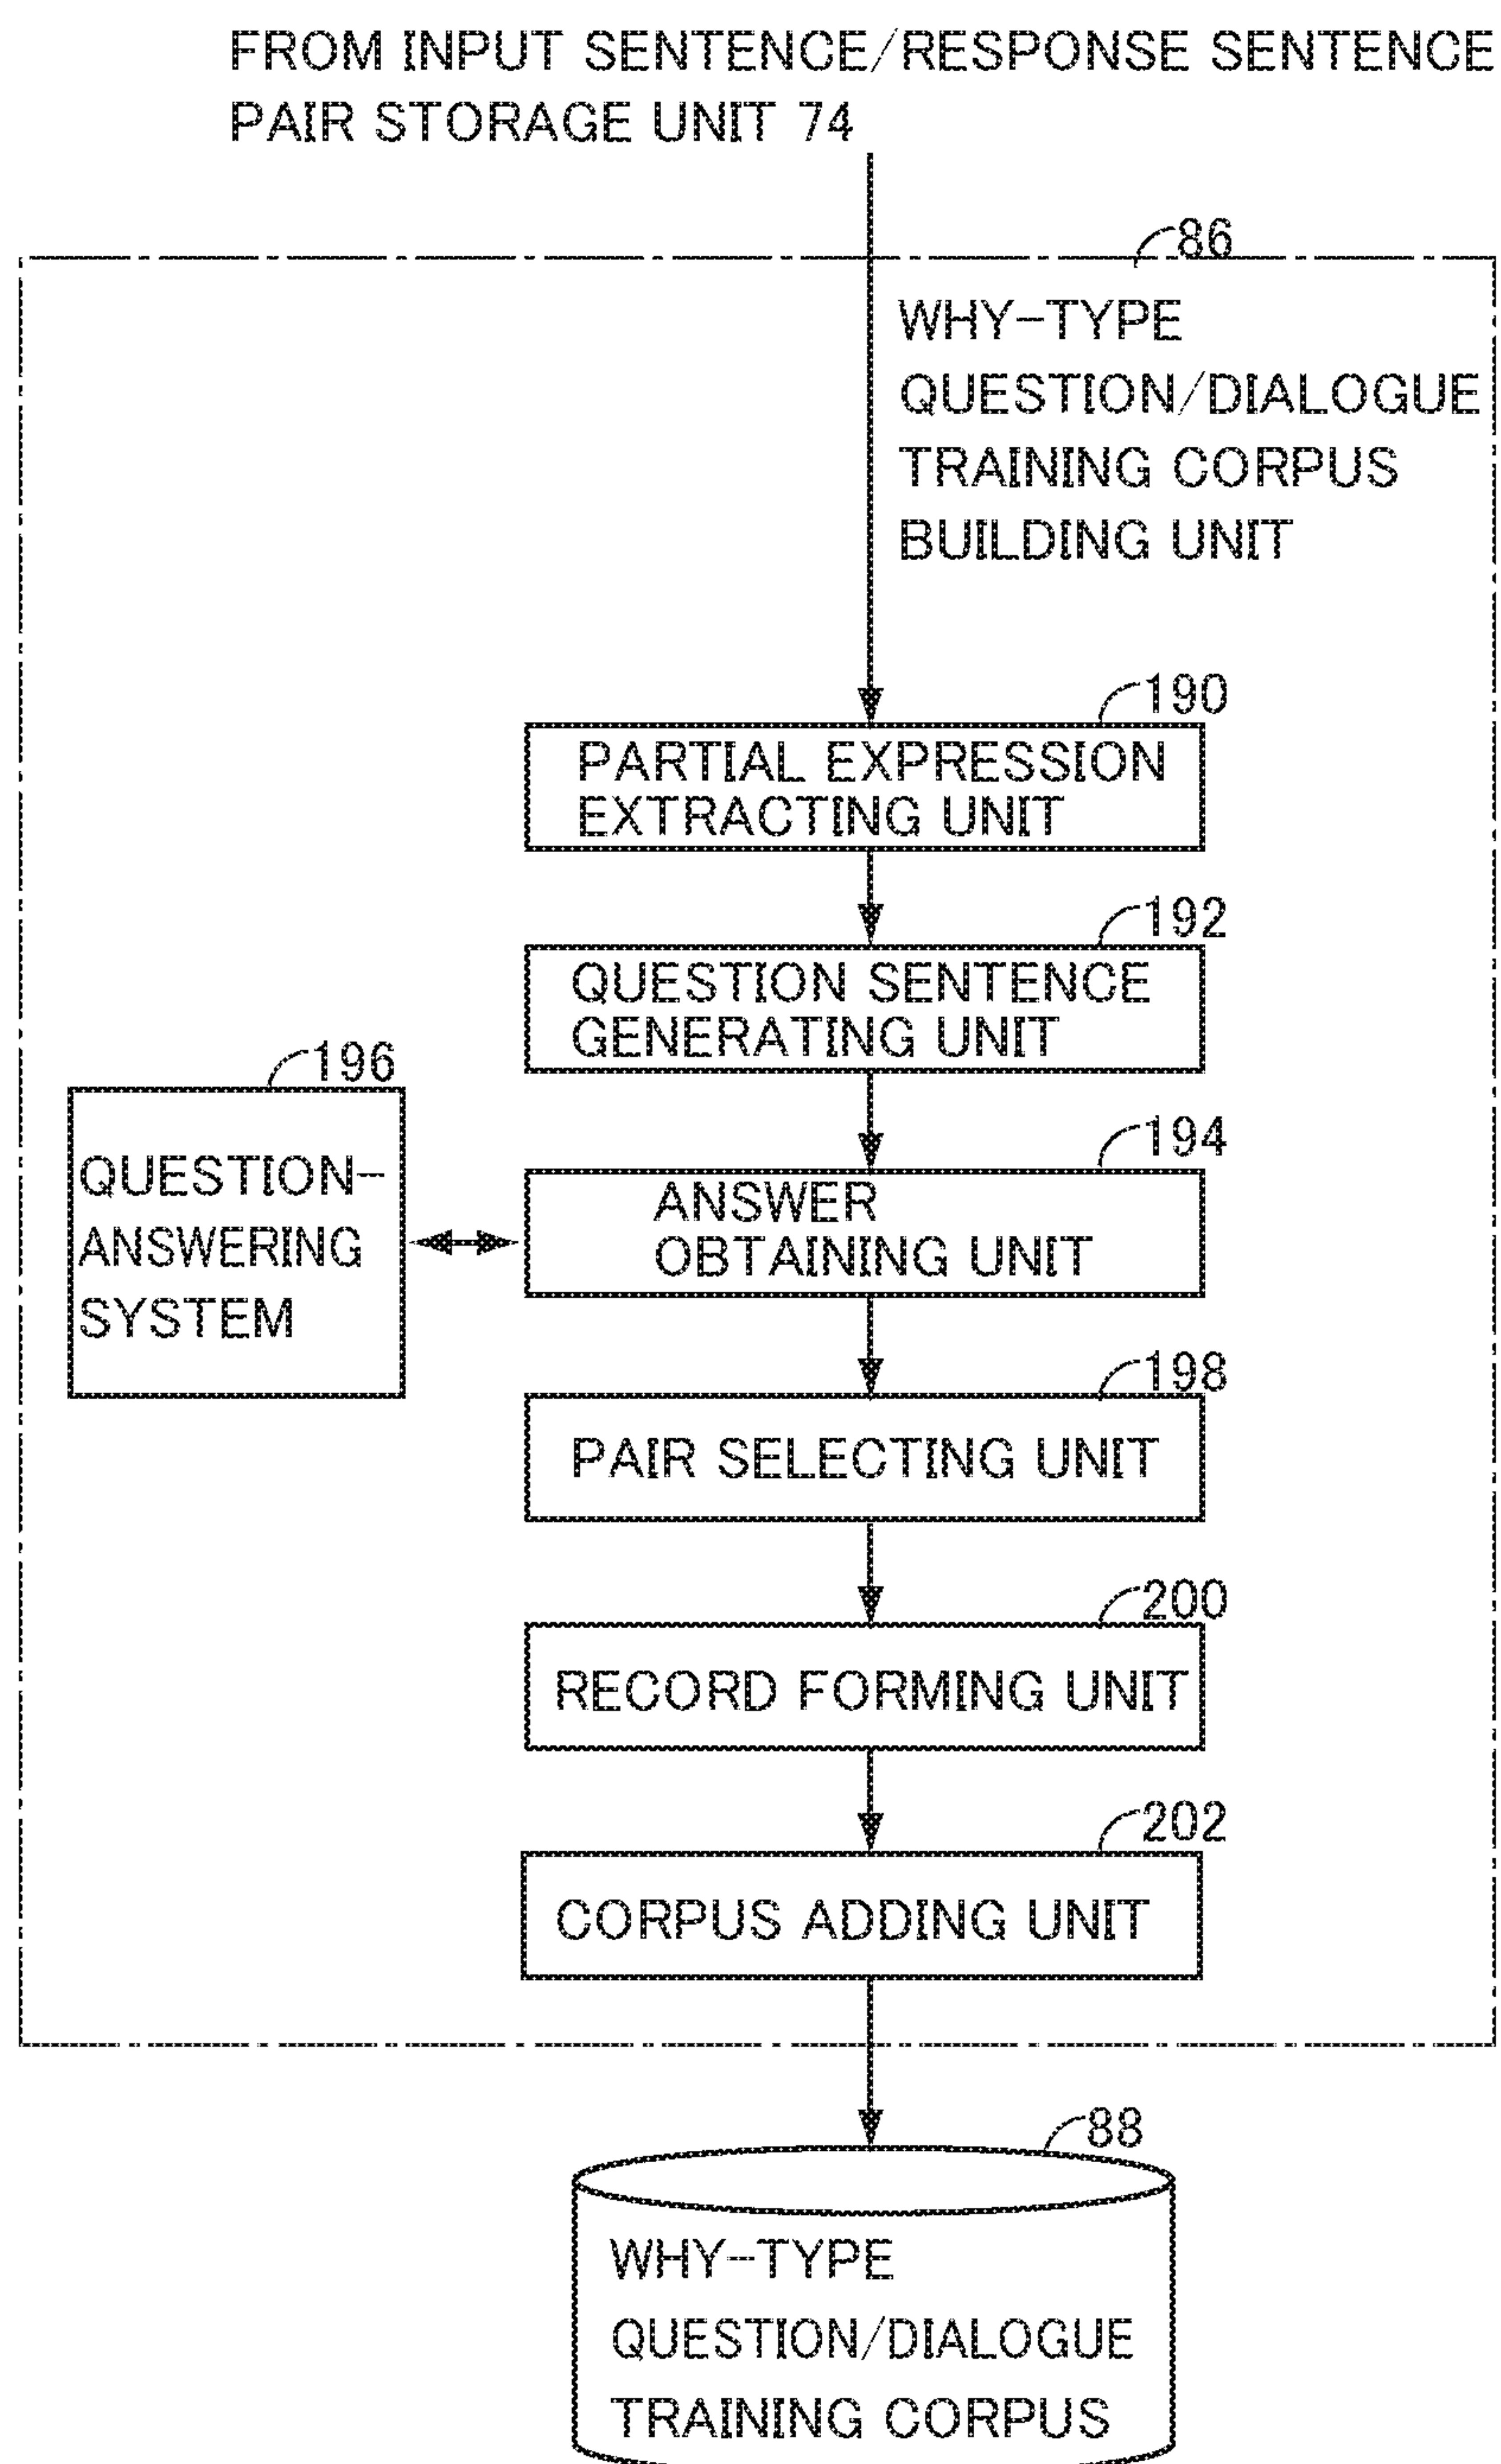 FROM INPUT SENTENCE/RESPONSE SENTENCE
PAIR STORAGE UNIT 74
86
WHY-TYPE
QUESTION/DIALOGUE
TRAINING CORPUS
BUILDING UNIT
190
PARTIAL EXPRESSION
EXTRACTING UNIT
192
QUESTION SENTENCE
GENERATING UNIT
196
QUESTION-
ANSWERING
SYSTEM
194
ANSWER
OBTAINING UNIT
198
PAIR SELECTING UNIT
200
RECORD FORMING UNIT
202
CORPUS ADDING UNIT
88
WHY-TYPE
QUESTION/DIALOGUE
TRAINING CORPUS